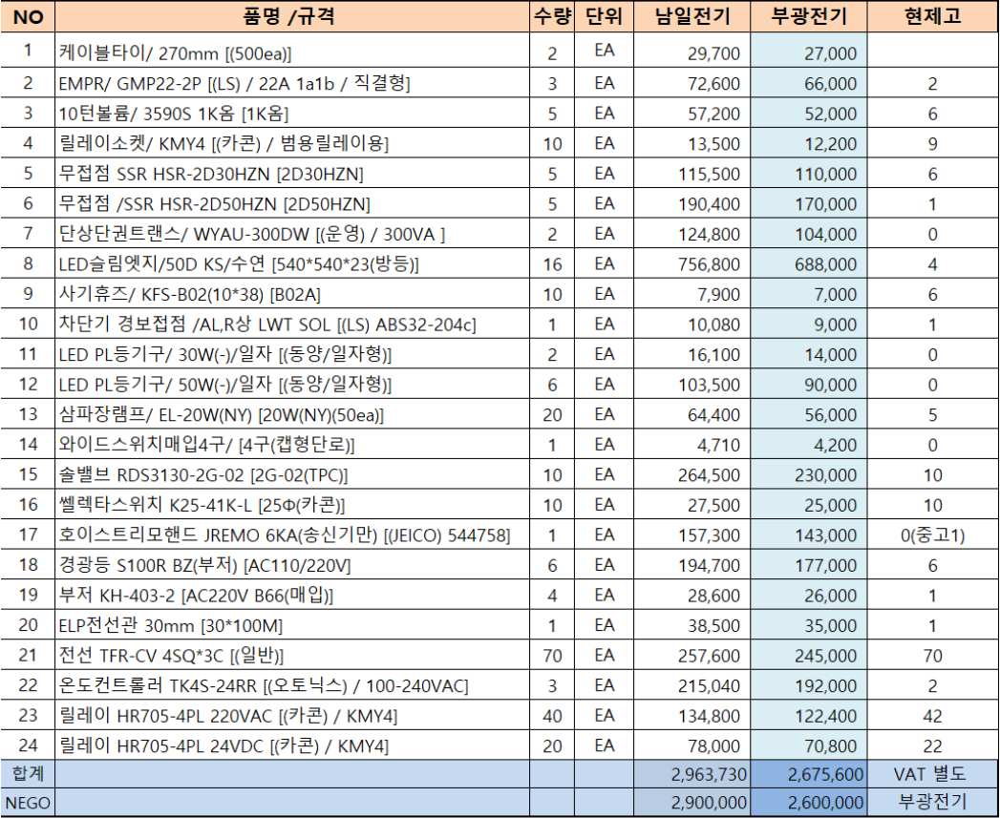 NO 품명 /규격 수량 단위 남일전기 부광전기 현제고
1 케이블타이/ 270mm [(500ea)] 2 EA 29,700 27,000
2 EMPR/ GMP22-2P [(LS) / 22A 1a1b / 직결형] 3 EA 72,600 66,000 2
3 10턴볼륨/ 3590S 1K옴 [1K옴] 5 EA 57,200 52,000 6
4 릴레이소켓/ KMY4 [(카콘) / 범용릴레이용] 10 EA 13,500 12,200 9
5 무접점 SSR HSR-2D30HZN [2D30HZN] 5 EA 115,500 110,000 6
6 무접점 /SSR HSR-2D50HZN [2D50HZN] 5 EA 190,400 170,000 1
7 단상단권트랜스/ WYAU-300DW [(운영) / 300VA ] 2 EA 124,800 104,000 0
8 LED슬림엣지/50D KS/수연 [540*540*23(방등)] 16 EA 756,800 688,000 4
9 사기휴즈/ KFS-B02(10*38) [B02A] 10 EA 7,900 7,000 6
10 차단기 경보접점 /AL,R상 LWT SOL [(LS) ABS32-204c] 1 EA 10,080 9,000 1
11 LED PL등기구/ 30W(-)/일자 [(동양/일자형)] 2 EA 16,100 14,000 0
12 LED PL등기구/ 50W(-)/일자 [(동양/일자형)] 6 EA 103,500 90,000 0
13 삼파장램프/ EL-20W(NY) [20W(NY)(50ea)] 20 EA 64,400 56,000 5
14 와이드스위치매입4구/ [4구(캡형단로)] 1 EA 4,710 4,200 0
15 솔밸브 RDS3130-2G-02 [2G-02(TPC)] 10 EA 264,500 230,000 10
16 쎌렉타스위치 K25-41K-L [25Φ(카콘)] 10 EA 27,500 25,000 10
17 호이스트리모핸드 JREMO 6KA(송신기만) [(JEICO) 544758] 1 EA 157,300 143,000 0(중고1)
18 경광등 S100R BZ(부저) [AC110/220V] 6 EA 194,700 177,000 6
19 부저 KH-403-2 [AC220V B66(매입)] 4 EA 28,600 26,000 1
20 ELP전선관 30mm [30*100M] 1 EA 38,500 35,000 1
21 전선 TFR-CV 4SQ*3C [(일반)] 70 EA 257,600 245,000 70
22 온도컨트롤러 TK4S-24RR [(오토닉스) / 100-240VAC] 3 EA 215,040 192,000 2
23 릴레이 HR705-4PL 220VAC [(카콘) / KMY4] 40 EA 134,800 122,400 42
24 릴레이 HR705-4PL 24VDC [(카콘) / KMY4] 20 EA 78,000 70,800 22
합계 2,963,730 2,675,600 VAT 별도
NEGO 2,900,000 2,600,000 부광전기